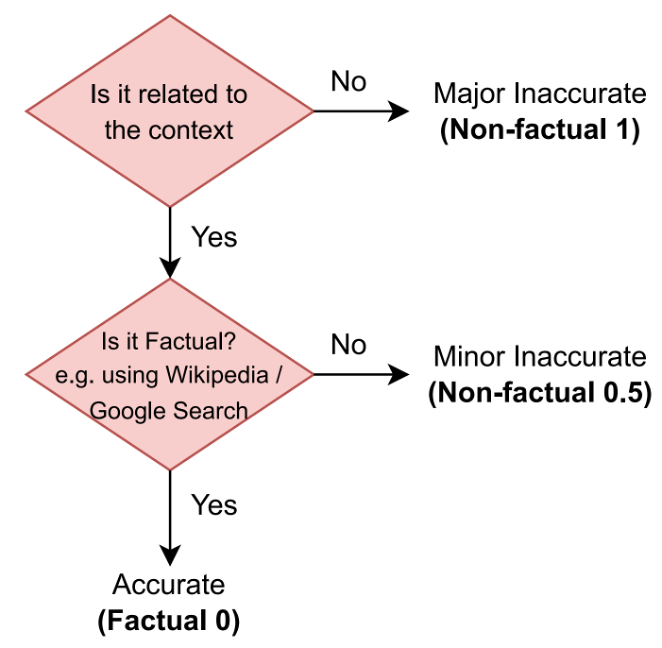 Is it related to
the context
No
Major Inaccurate
(Non-factual 1)
Yes
Is it Factual?
e.g. using Wikipedia /
Google Search
No
Minor Inaccurate
(Non-factual 0.5)
Yes
Accurate
(Factual 0)